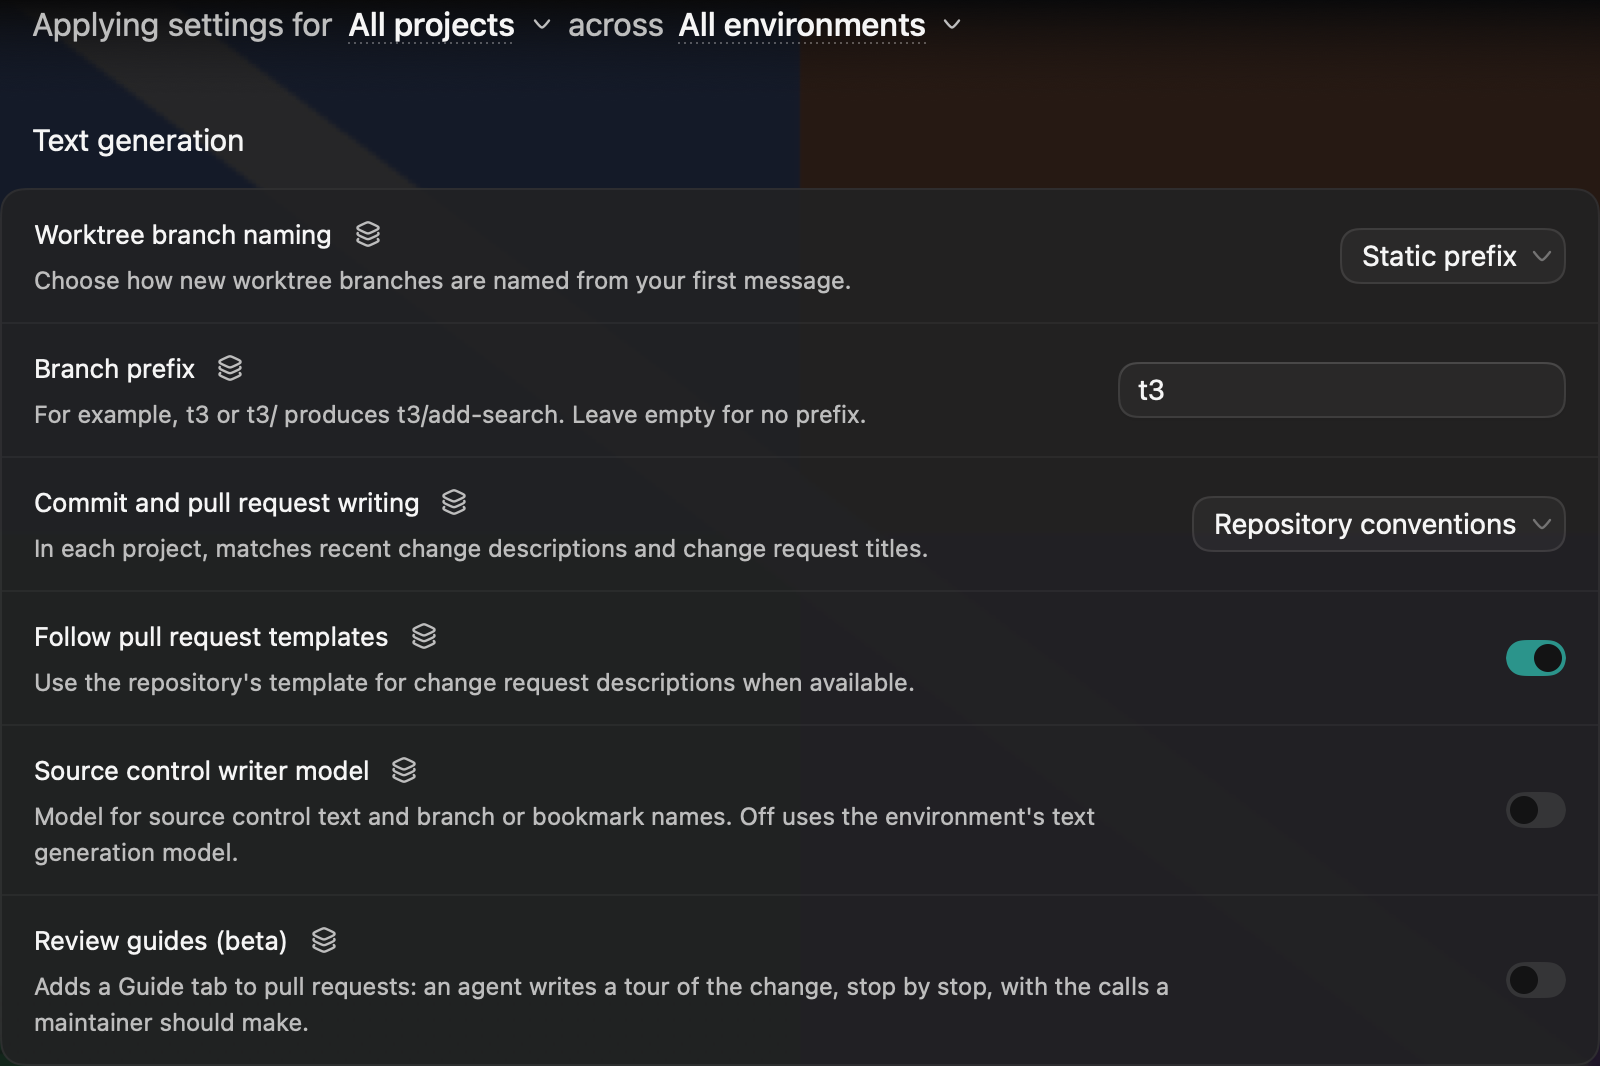 Applying settings for All projects across All environments
Text generation
Worktree branch naming
Choose how new worktree branches are named from your first message.
Static prefix
Branch prefix
For example, t3 or t3/ produces t3/add-search. Leave empty for no prefix.
t3
Commit and pull request writing
In each project, matches recent change descriptions and change request titles.
Repository conventions
Follow pull request templates
Use the repository's template for change request descriptions when available.
Source control writer model
Model for source control text and branch or bookmark names. Off uses the environment's text
generation model.
Review guides (beta)
Adds a Guide tab to pull requests: an agent writes a tour of the change, stop by stop, with the calls a
maintainer should make.